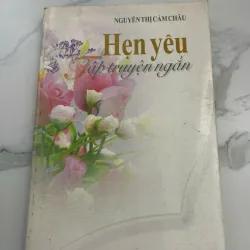 NGUYỄN THỊ CẨM CHÂU
Hẹn yêu
Tập truyện ngắn